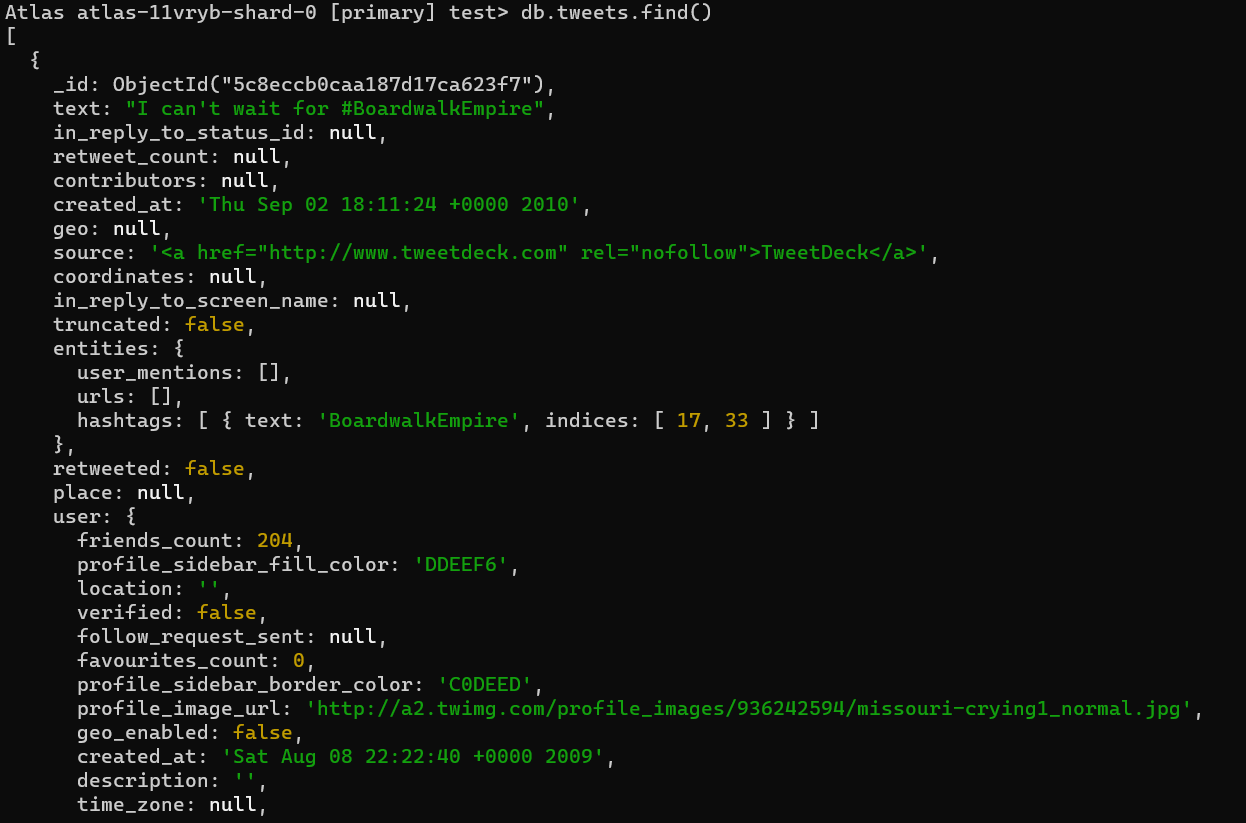 Atlas atlas-11vryb-shard-0 [primary] test> db.tweets.find()
[
  {
    _id: ObjectId("5c8eccb0caa187d17ca623f7"),
    text: "I can't wait for #BoardwalkEmpire",
    in_reply_to_status_id: null,
    retweet_count: null,
    contributors: null,
    created_at: 'Thu Sep 02 18:11:24 +0000 2010',
    geo: null,
    source: '<a href="http://www.tweetdeck.com" rel="nofollow">TweetDeck</a>',
    coordinates: null,
    in_reply_to_screen_name: null,
    truncated: false,
    entities: {
      user_mentions: [],
      urls: [],
      hashtags: [ { text: 'BoardwalkEmpire', indices: [ 17, 33 ] } ]
    },
    retweeted: false,
    place: null,
    user: {
      friends_count: 204,
      profile_sidebar_fill_color: 'DDEEF6',
      location: '',
      verified: false,
      follow_request_sent: null,
      favourites_count: 0,
      profile_sidebar_border_color: 'C0DEED',
      profile_image_url: 'http://a2.twimg.com/profile_images/936242594/missouri-crying1_normal.jpg',
      geo_enabled: false,
      created_at: 'Sat Aug 08 22:22:40 +0000 2009',
      description: '',
      time_zone: null,